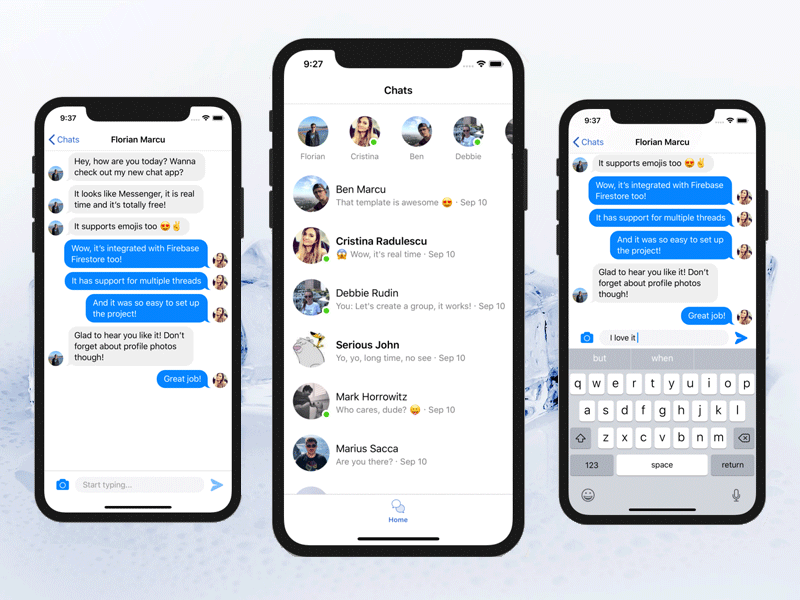 9:37
Chats
Florian Marcu
Hey, how are you today? Wanna
check out my new chat app?
It looks like Messenger, it is real
time and it's totally free!
It supports emojis too 😍✌️
Wow, it's integrated with Firebase
Firestore too!
It has support for multiple threads
And it was so easy to set up
the project!
Glad to hear you like it! Don't
forget about profile photos
though!
Great job!
Start typing...
9:27
Chats
Florian
Cristina
Ben
Debbie
Ben Marcu
That template is awesome 😍 · Sep 10
Cristina Radulescu
😱 Wow, it's real time · Sep 10
Debbie Rudin
You: Let's create a group, it works! · Sep 10
Serious John
Yo, yo, long time, no see · Sep 10
Mark Horrowitz
Who cares, dude? 😛 · Sep 10
Marius Sacca
Are you there? · Sep 10
Home
9:37
Chats
Florian Marcu
It supports emojis too 😍✌️
Wow, it's integrated with Firebase
Firestore too!
It has support for multiple threads
And it was so easy to set up
the project!
Glad to hear you like it! Don't
forget about profile photos
though!
Great job!
I love it
but when
q w e r t y u i o p
a s d f g h j k l
z x c v b n m
123 space return